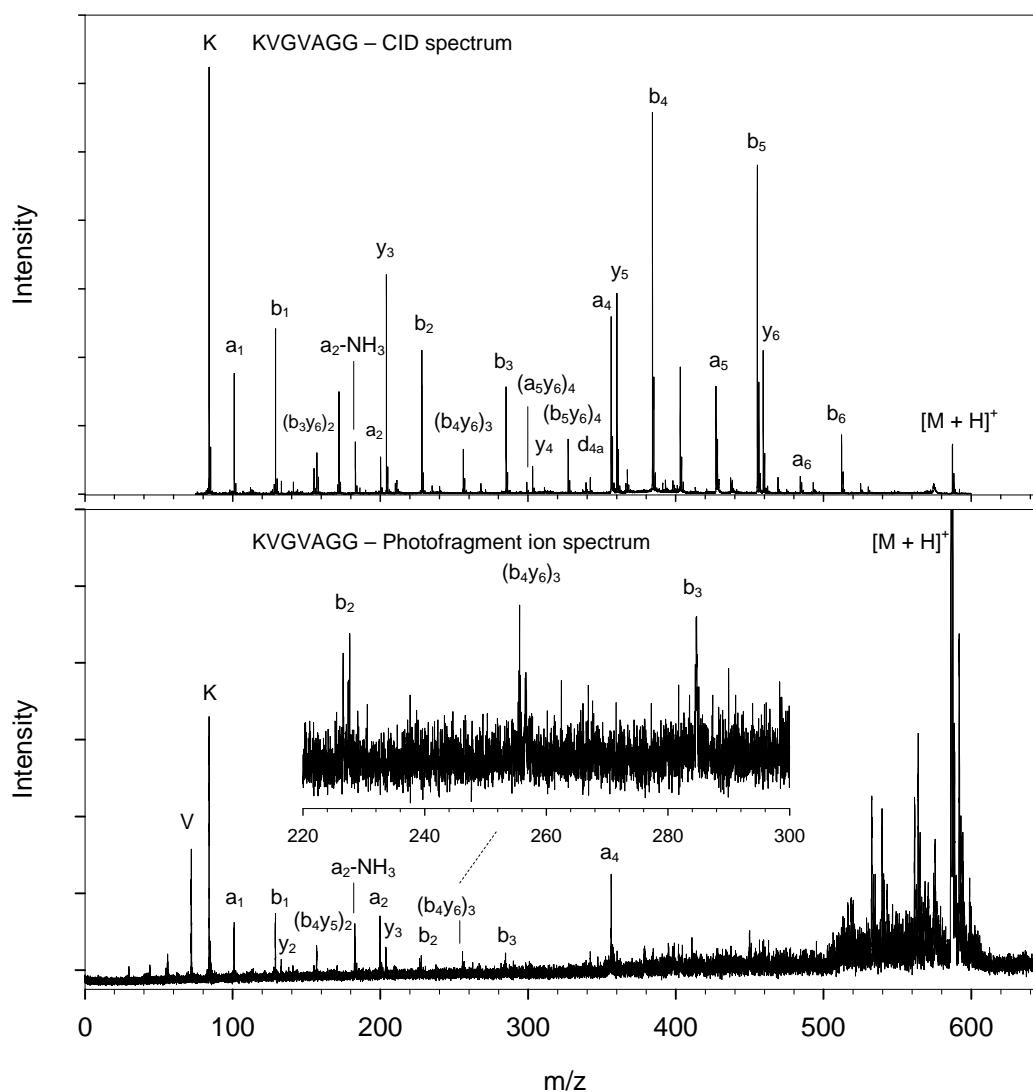 K KVGVAGG – CID spectrum
b₄
b₅
y₃
y₅
a₄
b₁
a₂-NH₃
b₂
y₆
a₁
b₃
(a₅y₆)₄
a₅
(b₃y₆)₂
a₂
(b₄y₆)₃
(b₅y₆)₄
y₄
d₄ₐ
b₆
[M + H]⁺
a₆
Intensity
KVGVAGG – Photofragment ion spectrum
[M + H]⁺
(b₄y₆)₃
b₂
b₃
K
V
220 240 260 280 300
a₂-NH₃
a₄
a₁
b₁
(b₄y₅)₂
a₂
(b₄y₆)₃
y₂
y₃
b₂
b₃
Intensity
0 100 200 300 400 500 600
m/z